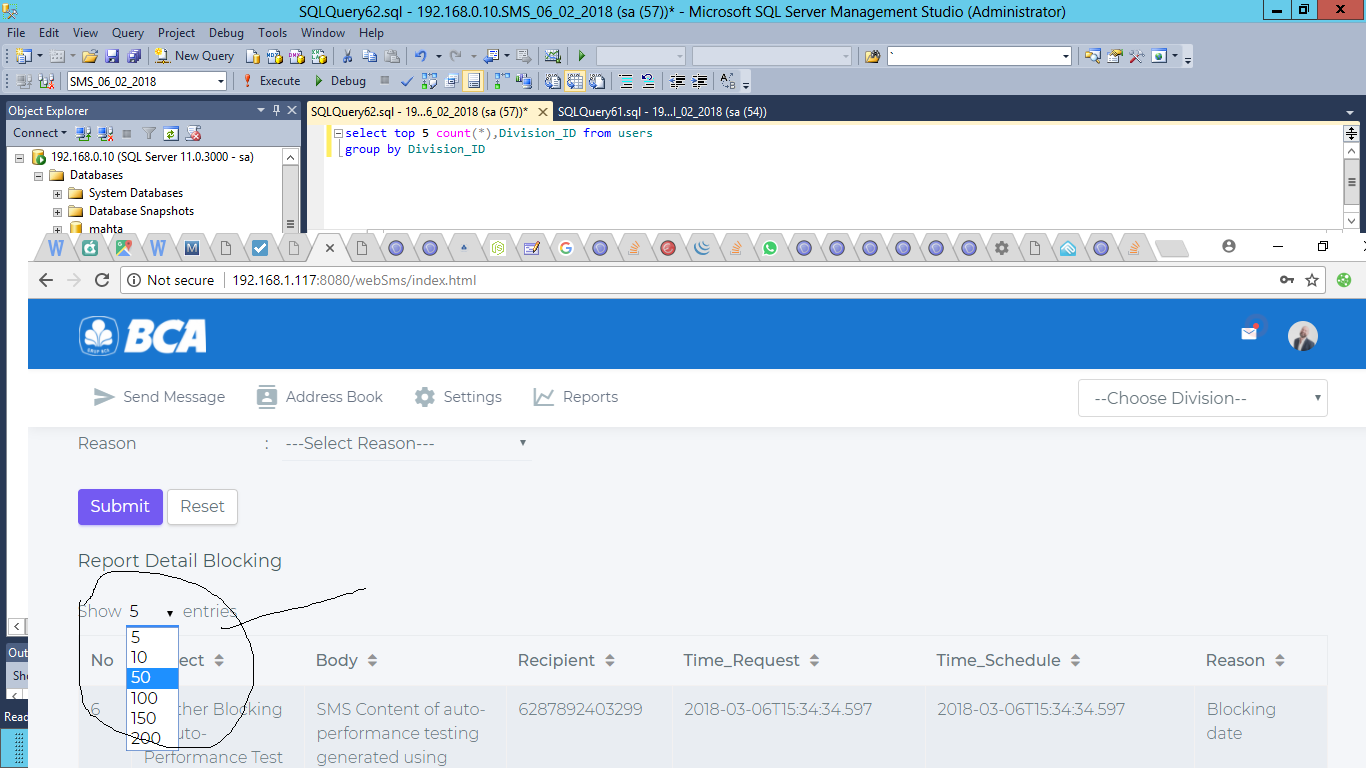 SQLQuery62.sql - 192.168.0.10.SMS_06_02_2018 (sa (57))* - Microsoft SQL Server Management Studio (Administrator)
File Edit View Query Project Debug Tools Window Help
New Query
SMS_06_02_2018 Execute Debug
Object Explorer
SQLQuery62.sql - 19...6_02_2018 (sa (57))* SQLQuery61.sql - 19...l_02_2018 (sa (54))
Connect
select top 5 count(*),Division_ID from users
group by Division_ID
192.168.0.10 (SQL Server 11.0.3000 - sa)
Databases
System Databases
Database Snapshots
mahta
Not secure 192.168.1.117:8080/webSms/index.html
BCA
Send Message Address Book Settings Reports --Choose Division--
Reason : ---Select Reason---
Submit Reset
Report Detail Blocking
Show 5 entries
5
10
50
100
150
200
No ect Body Recipient Time_Request Time_Schedule Reason
6 ther Blocking SMS Content of auto- 6287892403299 2018-03-06T15:34:34.597 2018-03-06T15:34:34.597 Blocking
uto- performance testing date
Performance Test generated using
Out
Sho
Read